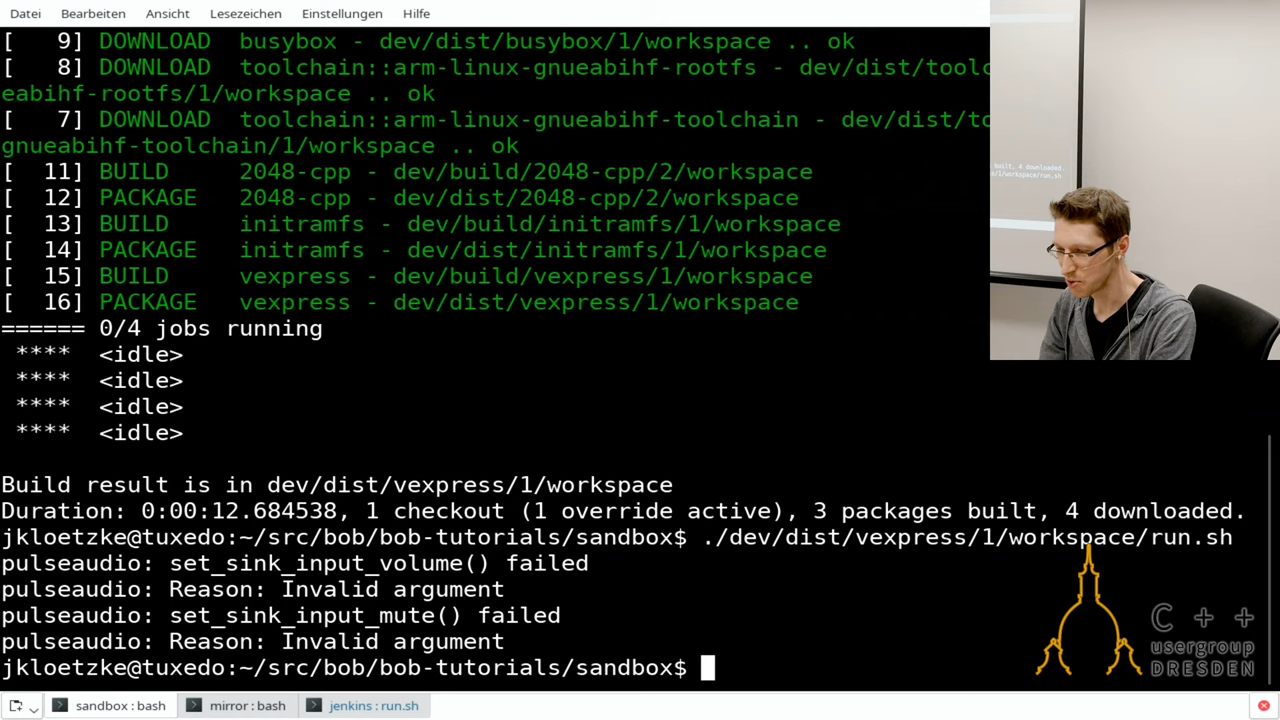 Datei Bearbeiten Ansicht Lesezeichen Einstellungen Hilfe
[ 9] DOWNLOAD busybox - dev/dist/busybox/1/workspace .. ok
[ 8] DOWNLOAD toolchain::arm-linux-gnueabihf-rootfs - dev/dist/toolc
eabihf-rootfs/1/workspace .. ok
[ 7] DOWNLOAD toolchain::arm-linux-gnueabihf-toolchain - dev/dist/to
gnueabihf-toolchain/1/workspace .. ok
[ 11] BUILD 2048-cpp - dev/build/2048-cpp/2/workspace
[ 12] PACKAGE 2048-cpp - dev/dist/2048-cpp/2/workspace
[ 13] BUILD initramfs - dev/build/initramfs/1/workspace
[ 14] PACKAGE initramfs - dev/dist/initramfs/1/workspace
[ 15] BUILD vexpress - dev/build/vexpress/1/workspace
[ 16] PACKAGE vexpress - dev/dist/vexpress/1/workspace
====== 0/4 jobs running
**** <idle>
**** <idle>
**** <idle>
**** <idle>
Build result is in dev/dist/vexpress/1/workspace
Duration: 0:00:12.684538, 1 checkout (1 override active), 3 packages built, 4 downloaded.
jkloetzke@tuxedo:~/src/bob/bob-tutorials/sandbox$ ./dev/dist/vexpress/1/workspace/run.sh
pulseaudio: set_sink_input_volume() failed
pulseaudio: Reason: Invalid argument
pulseaudio: set_sink_input_mute() failed
pulseaudio: Reason: Invalid argument
jkloetzke@tuxedo:~/src/bob/bob-tutorials/sandbox$
built, 4 downloaded.
e/1/workspace/run.sh
C + +
usergroup
DRESDEN
sandbox : bash mirror : bash jenkins : run.sh